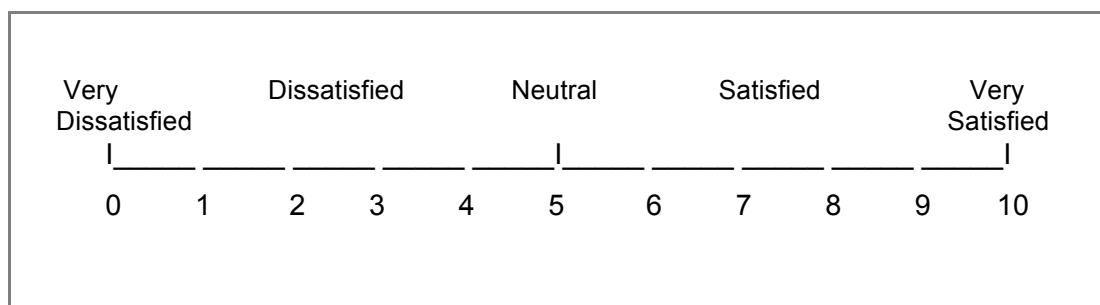 Very Dissatisfied Neutral Satisfied Very
Dissatisfied Satisfied
0 1 2 3 4 5 6 7 8 9 10